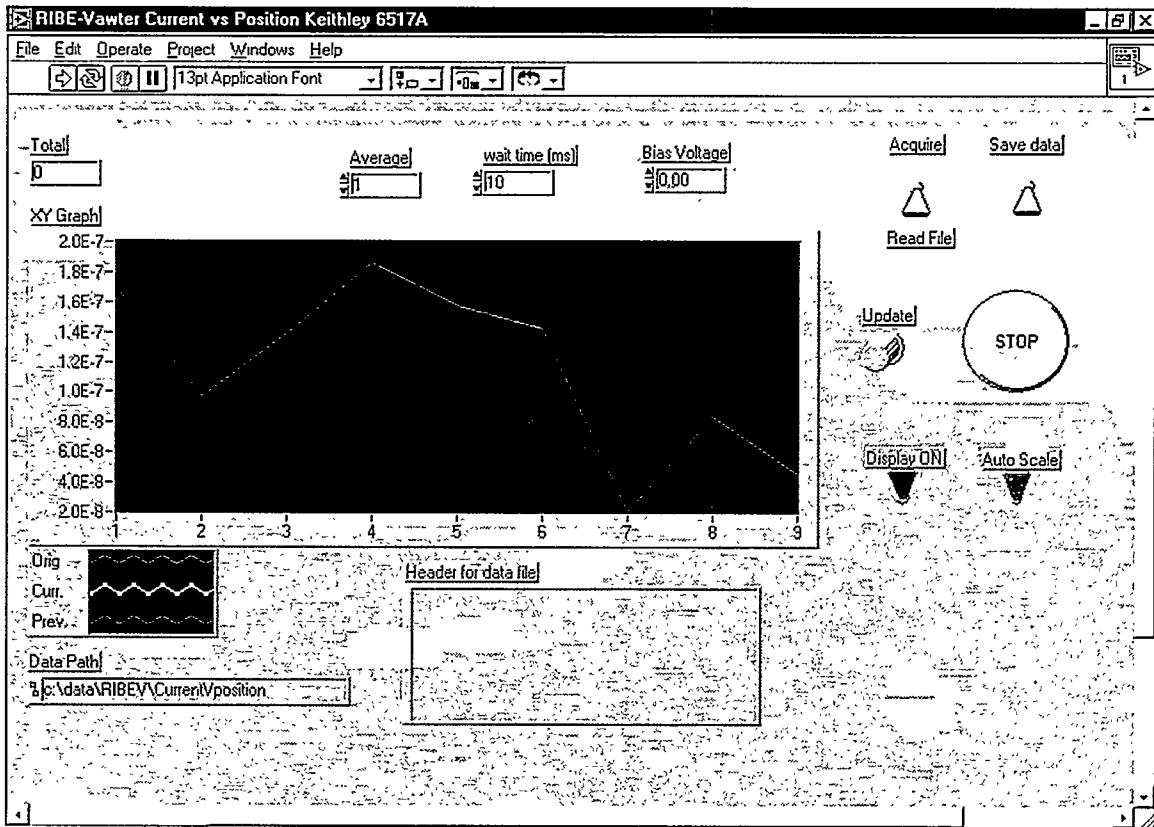 RIBE-Vawter Current vs Position Keithley 6517A
File Edit Operate Project Windows Help
13pt Application Font
1
Total
0
Average
1
wait time (ms)
10
Bias Voltage
0,00
Acquire
Save data
Read File
XY Graph
2.0E-7
1.8E-7
1.6E-7
1.4E-7
1.2E-7
1.0E-7
8.0E-8
6.0E-8
4.0E-8
2.0E-8
1 2 3 4 5 6 7 8 9
Update
STOP
Display ON
Auto Scale
Orig
Curr.
Prev.
Header for data file
Data Path
c:\data\RIBEV\CurrentVposition